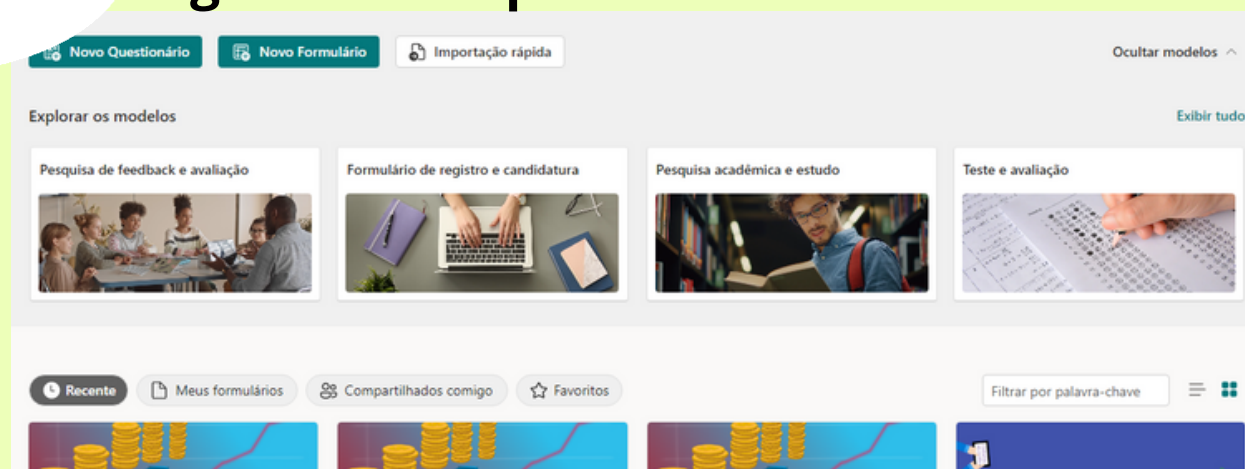 Novo Questionário
Novo Formulário
Importação rápida
Ocultar modelos
Explorar os modelos
Exibir tudo
Pesquisa de feedback e avaliação
Formulário de registro e candidatura
Pesquisa acadêmica e estudo
Teste e avaliação
Recente
Meus formulários
Compartilhados comigo
Favoritos
Filtrar por palavra-chave